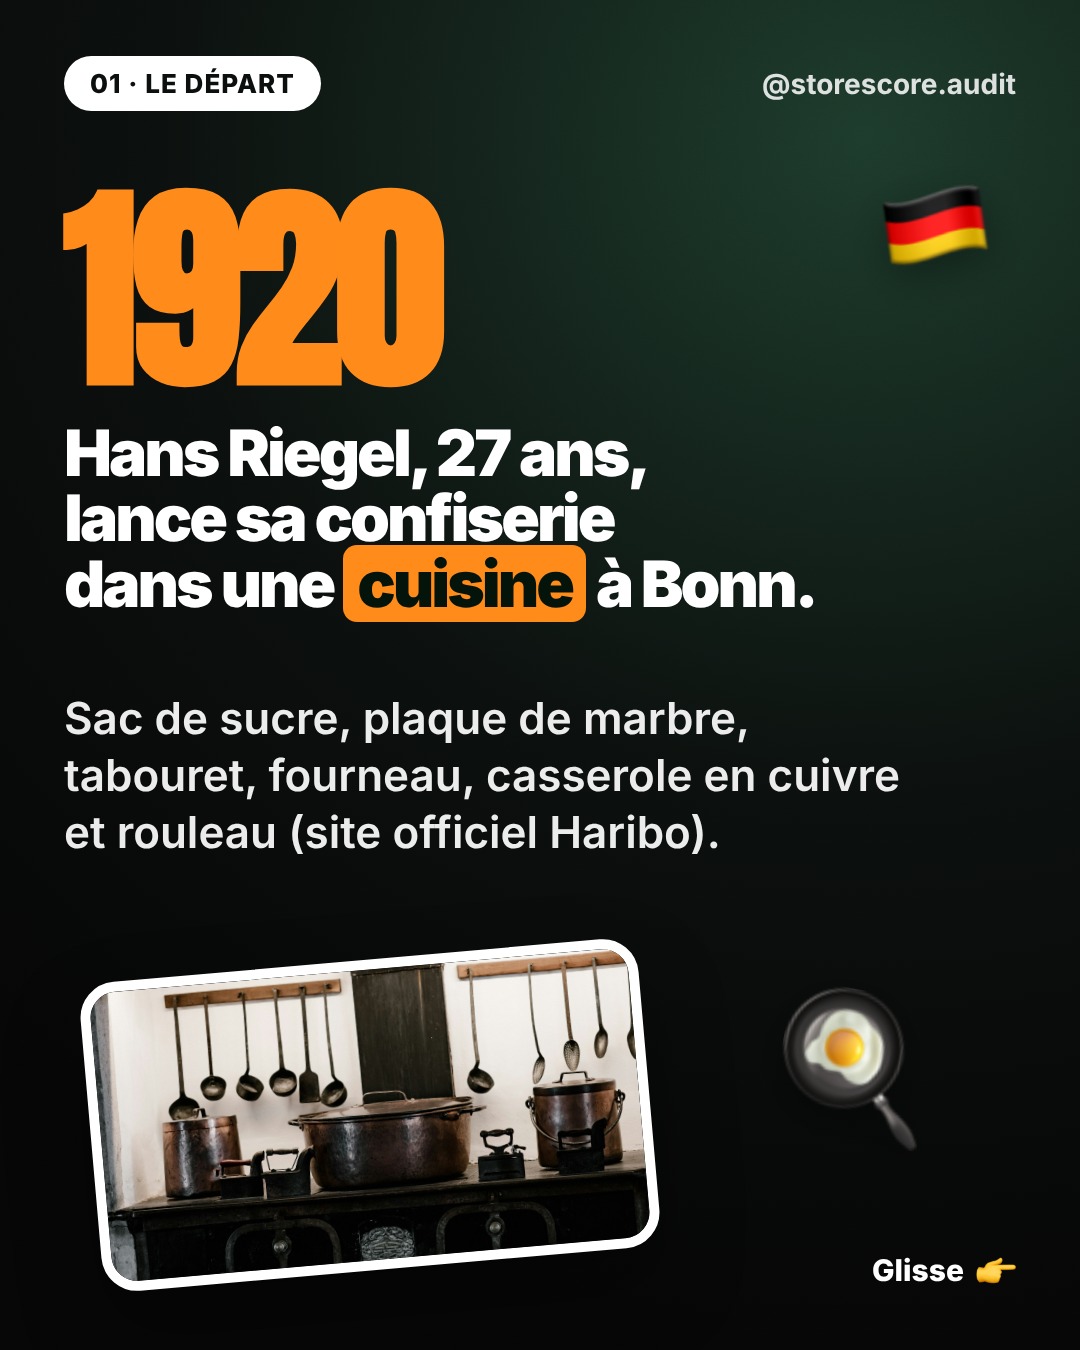 01 · LE DÉPART
@storescore.audit
1920
Hans Riegel, 27 ans,
lance sa confiserie
dans une cuisine à Bonn.
Sac de sucre, plaque de marbre,
tabouret, fourneau, casserole en cuivre
et rouleau (site officiel Haribo).
Glisse 👉